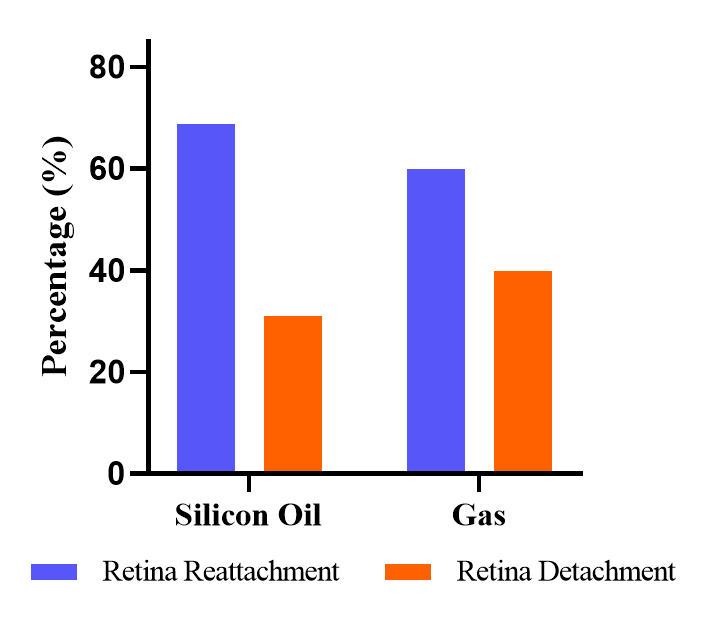 80
60
40
20
0
Percentage (%)
Silicon Oil
Gas
Retina Reattachment
Retina Detachment